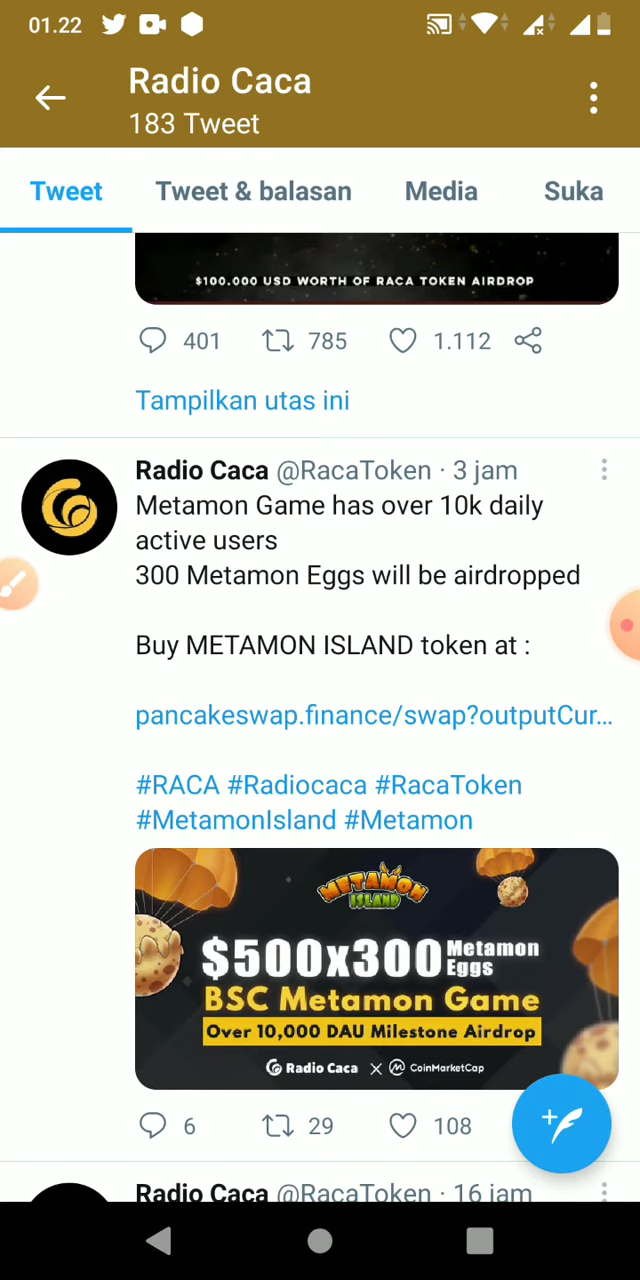 01.22
Radio Caca
183 Tweet
Tweet
Tweet & balasan
Media
Suka
$100.000 USD WORTH OF RACA TOKEN AIRDROP
401
785
1.112
Tampilkan utas ini
Radio Caca @RacaToken · 3 jam
Metamon Game has over 10k daily
active users
300 Metamon Eggs will be airdropped
Buy METAMON ISLAND token at :
pancakeswap.finance/swap?outputCur...
#RACA #Radiocaca #RacaToken
#MetamonIsland #Metamon
METAMON
ISLAND
$500x300 Metamon
Eggs
BSC Metamon Game
Over 10,000 DAU Milestone Airdrop
Radio Caca X CoinMarketCap
6
29
108
Radio Caca @RacaToken · 16 jam